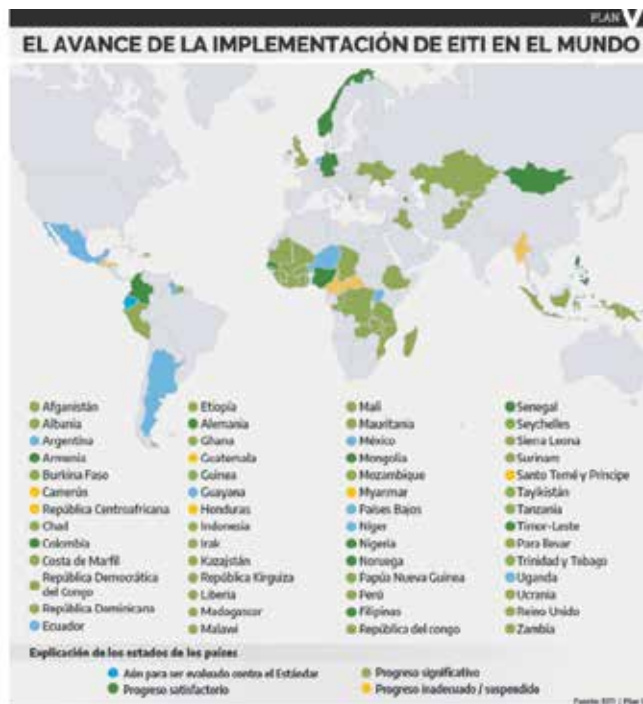 PLAN V
EL AVANCE DE LA IMPLEMENTACIÓN DE EITI EN EL MUNDO
Afganistán
Albania
Argentina
Armenia
Burkina Faso
Camerún
República Centroafricana
Chad
Colombia
Costa de Marfil
República Democrática
del Congo
República Dominicana
Ecuador
Etiopía
Alemania
Ghana
Guatemala
Guinea
Guayana
Honduras
Indonesia
Irak
Kazajstán
República Kirguiza
Liberia
Madagascar
Malawi
Mali
Mauritania
México
Mongolia
Mozambique
Myanmar
Países Bajos
Níger
Nigeria
Noruega
Papúa Nueva Guinea
Perú
Filipinas
República del congo
Senegal
Seychelles
Sierra Leona
Surinam
Santo Tomé y Príncipe
Tayikistán
Tanzania
Timor-Leste
Para llevar
Trinidad y Tobago
Uganda
Ucrania
Reino Unido
Zambia
Explicación de los estados de los países
Aún para ser evaluado contra el Estándar
Progreso satisfactorio
Progreso significativo
Progreso inadecuado / suspendido
Fuente: EITI / Plan